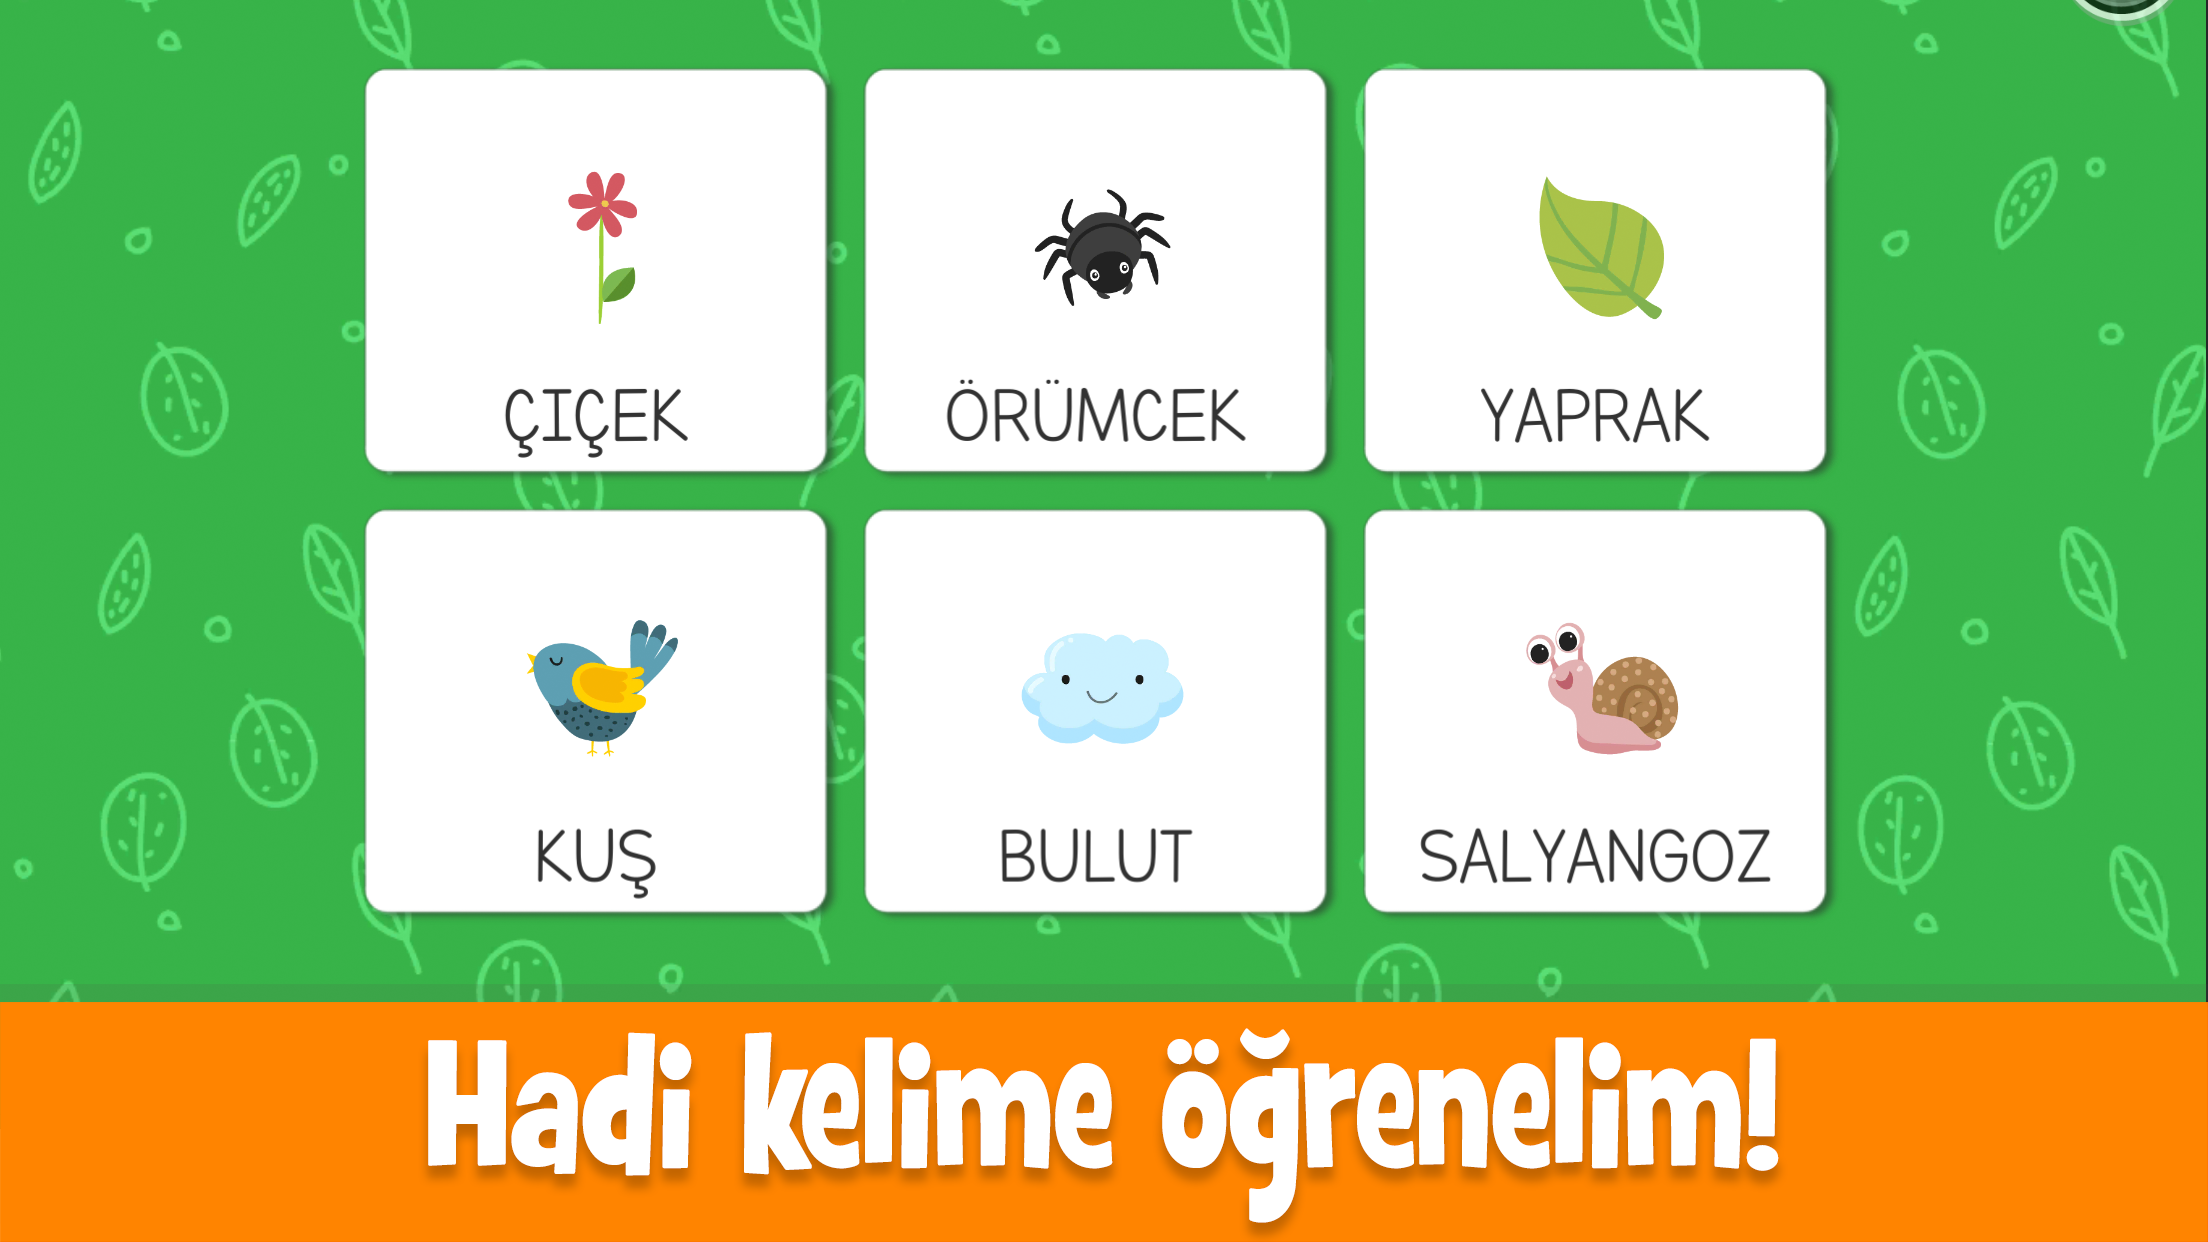 ÇIÇEK
ÖRÜMCEK
YAPRAK
KUŞ
BULUT
SALYANGOZ
Hadi kelime öğrenelim!